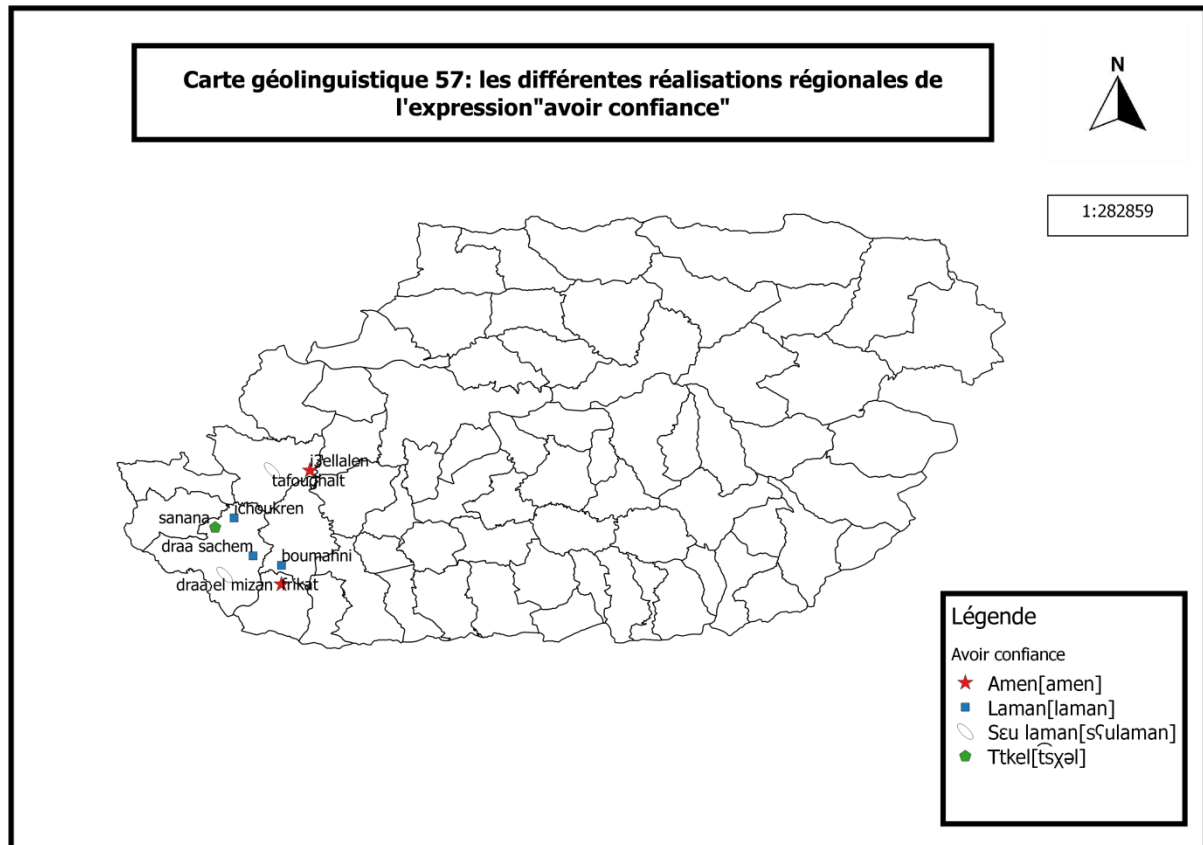 Carte géolinguistique 57: les différentes réalisations régionales de
l'expression"avoir confiance"
N
1:282859
iʒellalen
tafoughalt
ichoukren
sanana
draa sachem
boumahni
draa el mizan
frikat
Légende
Avoir confiance
Amen[amen]
Laman[laman]
Sɛu laman[sʕulaman]
Ttkel[t͡sχəl]